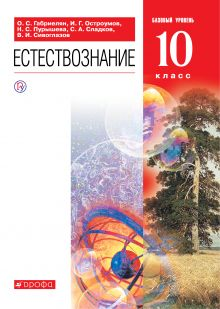 О. С. Габриелян, И. Г. Остроумов,
Н. С. Пурышева, С. А. Сладков,
В. И. Сивоглазов
ЕСТЕСТВОЗНАНИЕ
БАЗОВЫЙ УРОВЕНЬ
10
КЛАСС
дрофа